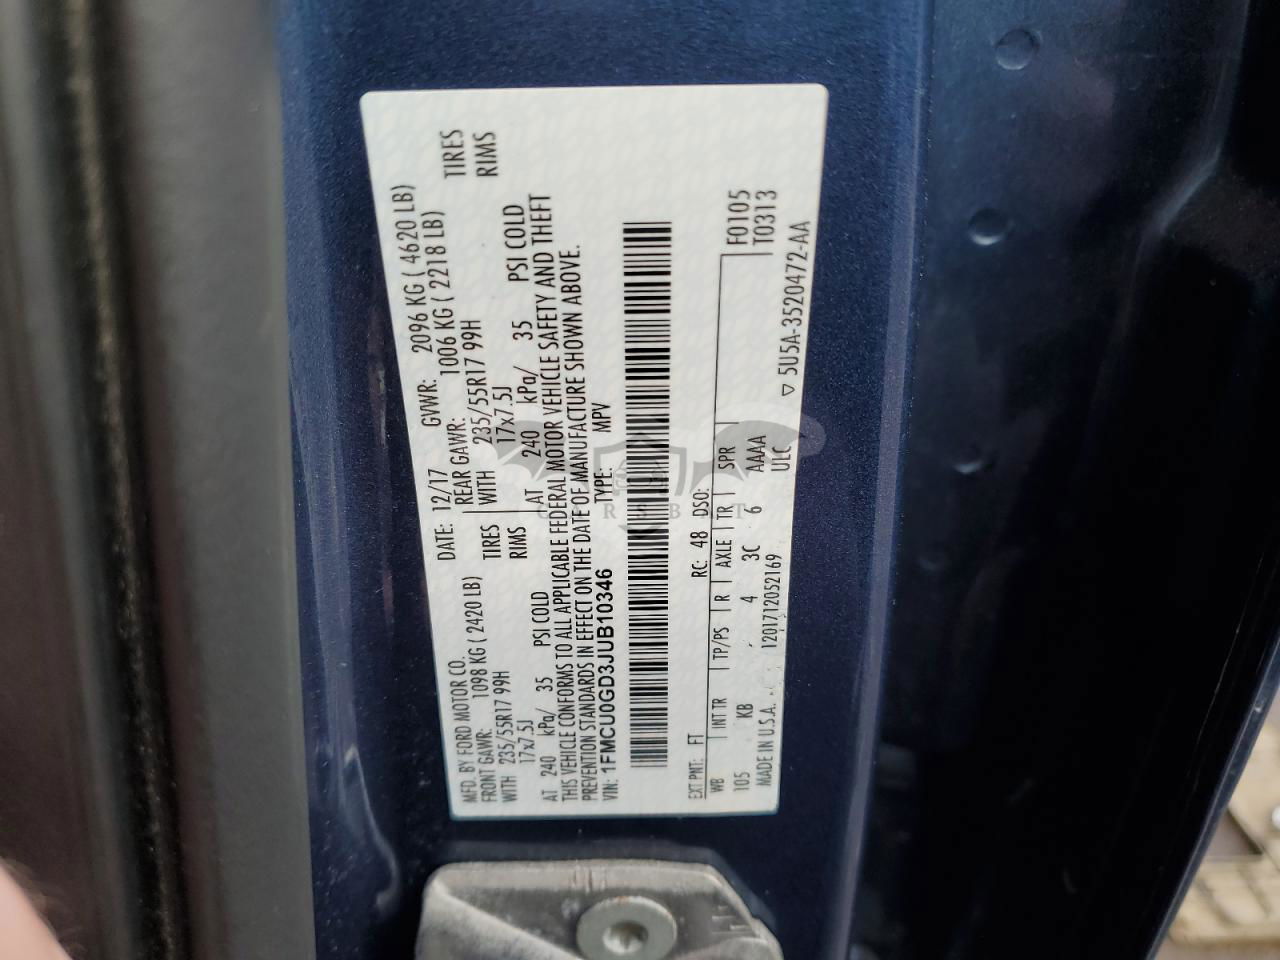 MFD. BY FORD MOTOR CO.
DATE: 12/17 GVWR: 2096 KG ( 4620 LB)
FRONT GAWR: 1098 KG ( 2420 LB) REAR GAWR: 1006 KG ( 2218 LB)
WITH 235/55R17 99H TIRES WITH 235/55R17 99H TIRES
17x7.5J RIMS 17x7.5J RIMS
AT 240 kPa/ 35 PSI COLD AT 240 kPa/ 35 PSI COLD
THIS VEHICLE CONFORMS TO ALL APPLICABLE FEDERAL MOTOR VEHICLE SAFETY AND THEFT
PREVENTION STANDARDS IN EFFECT ON THE DATE OF MANUFACTURE SHOWN ABOVE.
VIN: 1FMCU0GD3JUB10346 TYPE: MPV
EXT PNT: FT RC: 48 DSO:
WB INT TR TP/PS R AXLE TR SPR F0105
105 KB 4 3C 6 AAAA T0313
MADE IN U.S.A. 1201712052169 ULC ▽ 5U5A-3520472-AA